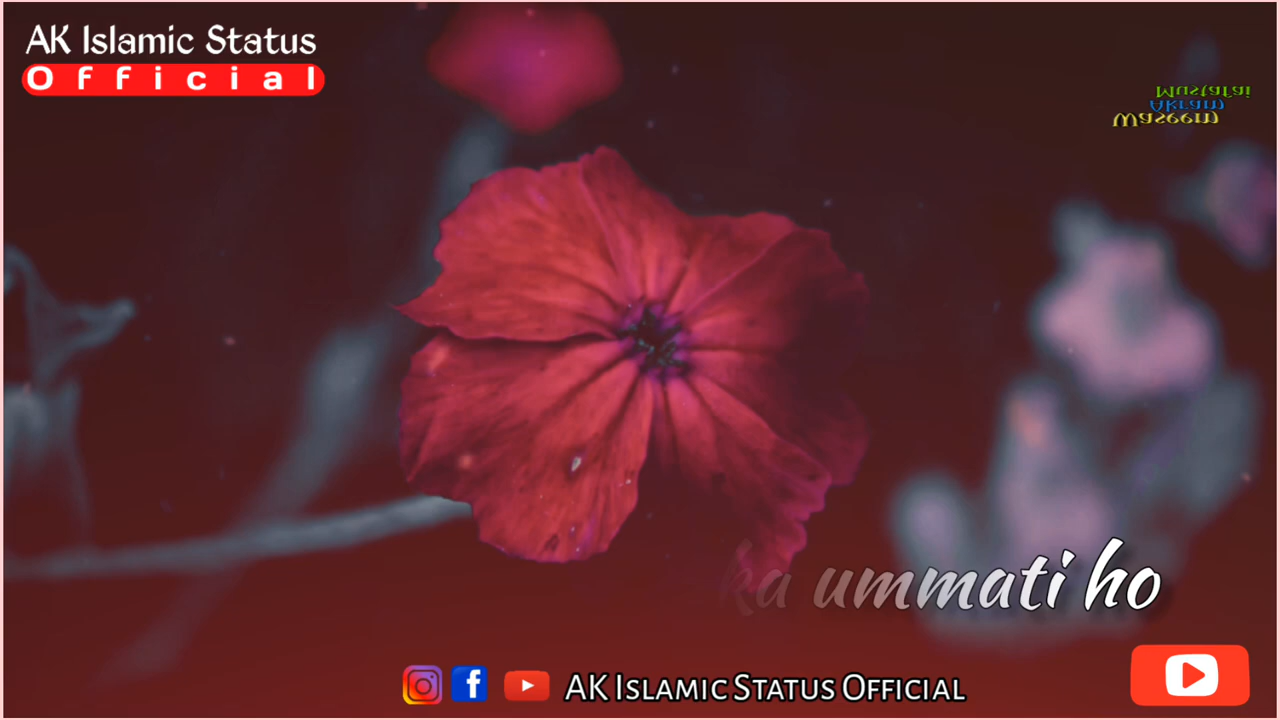 AK Islamic Status
Official
Mustafai
Akram
Waseem
ka ummati ho
AK Islamic Status Official